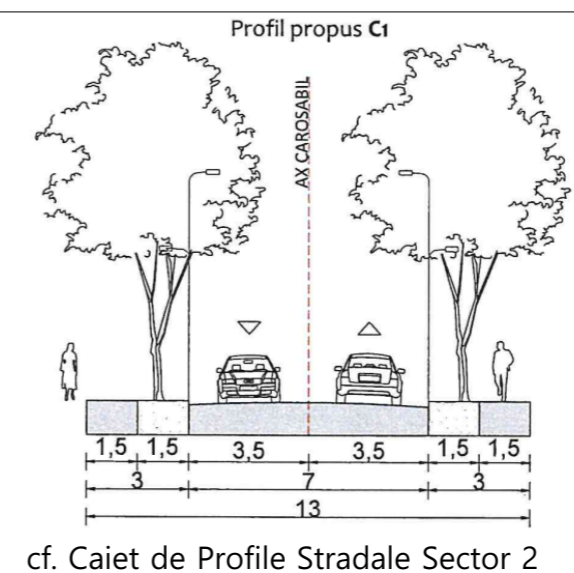 Profil propus C1
AX CAROSABIL
1,5 1,5 3,5 3,5 1,5 1,5
3 7 3
13
cf. Caiet de Profile Stradale Sector 2